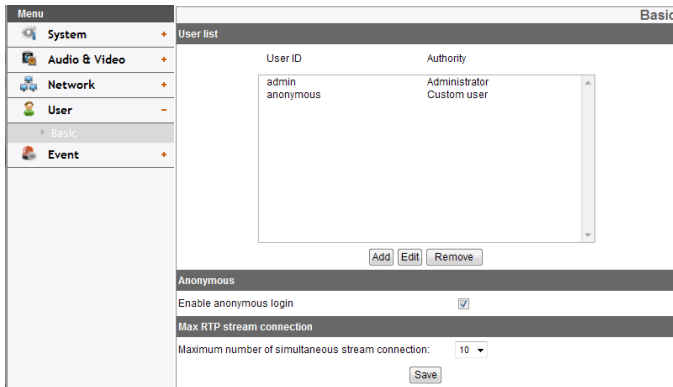 Menu
System +
Audio & Video +
Network +
User -
Basic
Event +
Basic
User list
User ID Authority
admin Administrator
anonymous Custom user
Add Edit Remove
Anonymous
Enable anonymous login
Max RTP stream connection
Maximum number of simultaneous stream connection: 10
Save